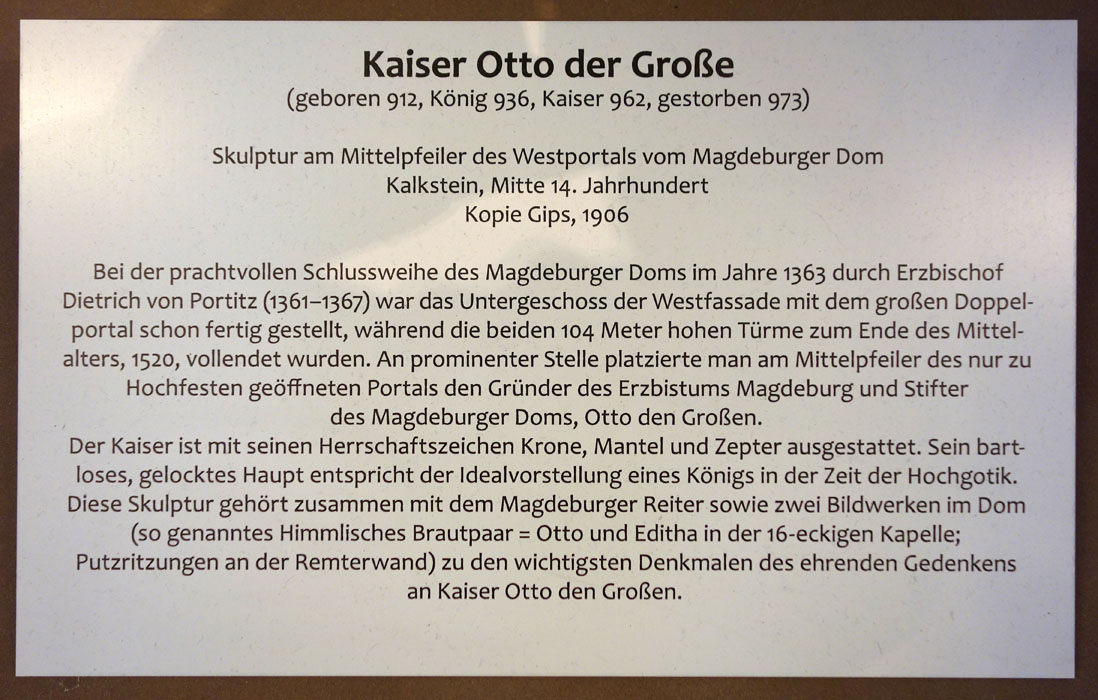 Kaiser Otto der Große
(geboren 912, König 936, Kaiser 962, gestorben 973)
Skulptur am Mittelpfeiler des Westportals vom Magdeburger Dom
Kalkstein, Mitte 14. Jahrhundert
Kopie Gips, 1906
Bei der prachtvollen Schlussweihe des Magdeburger Doms im Jahre 1363 durch Erzbischof
Dietrich von Portitz (1361–1367) war das Untergeschoss der Westfassade mit dem großen Doppel-
portal schon fertig gestellt, während die beiden 104 Meter hohen Türme zum Ende des Mittel-
alters, 1520, vollendet wurden. An prominenter Stelle platzierte man am Mittelpfeiler des nur zu
Hochfesten geöffneten Portals den Gründer des Erzbistums Magdeburg und Stifter
des Magdeburger Doms, Otto den Großen.
Der Kaiser ist mit seinen Herrschaftszeichen Krone, Mantel und Zepter ausgestattet. Sein bart-
loses, gelocktes Haupt entspricht der Idealvorstellung eines Königs in der Zeit der Hochgotik.
Diese Skulptur gehört zusammen mit dem Magdeburger Reiter sowie zwei Bildwerken im Dom
(so genanntes Himmlisches Brautpaar = Otto und Editha in der 16-eckigen Kapelle;
Putzritzungen an der Remterwand) zu den wichtigsten Denkmalen des ehrenden Gedenkens
an Kaiser Otto den Großen.